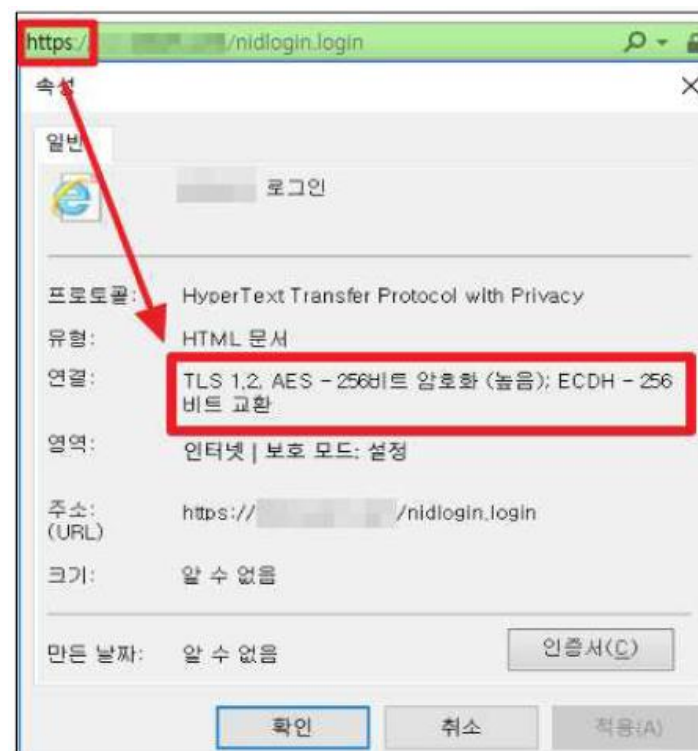 https:/ /nidlogin.login
속성
일반
로그인
프로토콜: HyperText Transfer Protocol with Privacy
유형: HTML 문서
연결: TLS 1.2, AES - 256비트 암호화 (높음); ECDH - 256
비트 교환
영역: 인터넷 | 보호 모드: 설정
주소: https:// /nidlogin.login
(URL)
크기: 알 수 없음
만든 날짜: 알 수 없음
인증서(C)
확인 취소 적용(A)